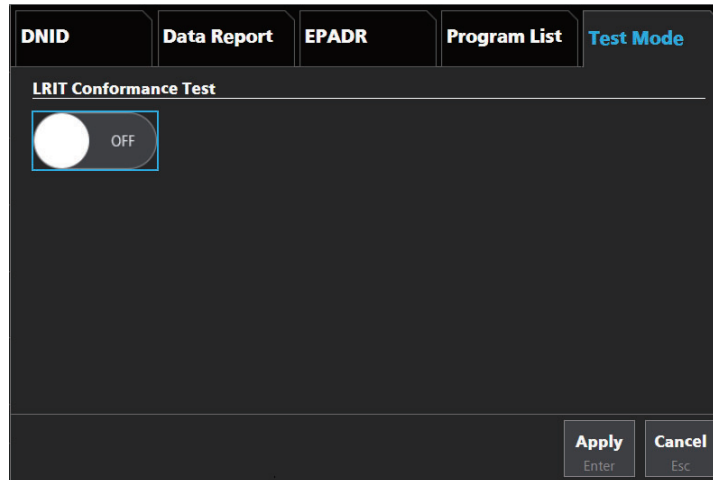 DNID Data Report EPADR Program List Test Mode
LRIT Conformance Test
OFF
Apply Cancel
Enter Esc